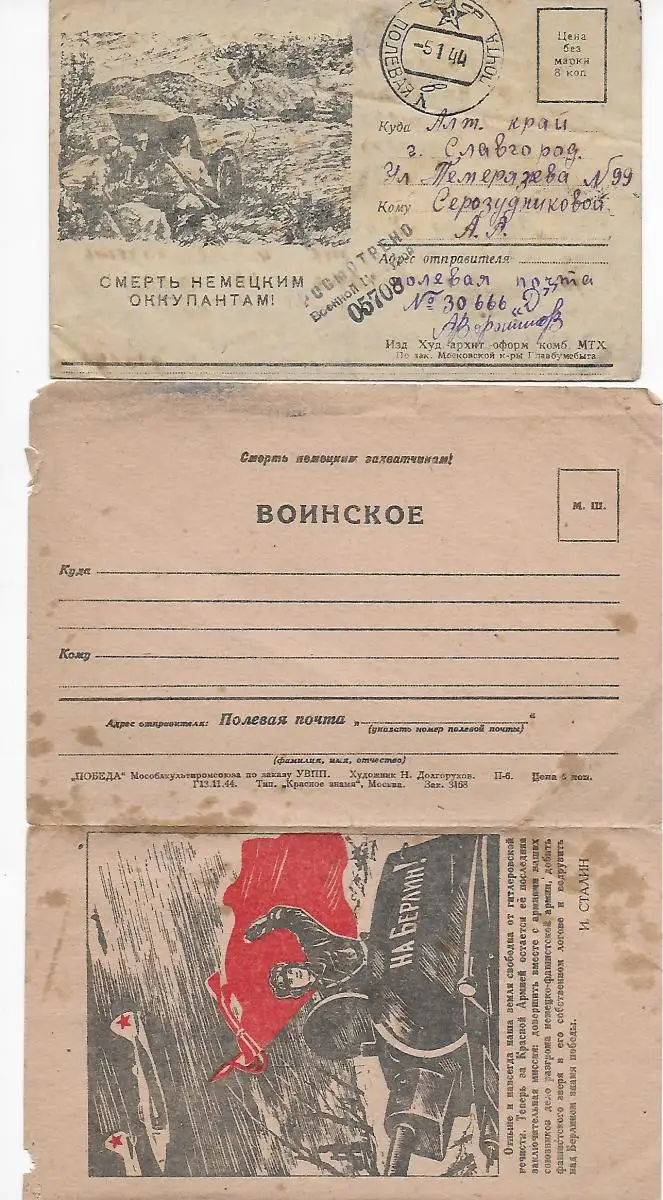 ПОЛЕВАЯ ПОЧТА
-5 1 44
в
Цена
без
марки
8 коп
Куда Алт. край
г. Славгород.
Ул Темеряжева №99
Кому Серозудниковой
А.
Адрес отправителя
полевая почта
№ 30666 "Д"
СМЕРТЬ НЕМЕЦКИМ
ОККУПАНТАМ!
Военной
05708
Изд Худ архит оформ комб. МТХ
По зак. Московской к-ры Главбумсбыта
Смерть немецким захватчикам!
ВОИНСКОЕ
М. Ш.
Куда
Кому
Адрес отправителя: Полевая почта „ “
(указать номер полевой почты)
(фамилия, имя, отчество)
„ПОБЕДА“ Мособлкультпромсоюза по заказу УВПП. Художник Н. Долгоруков. П-6. Цена 5 коп.
Г13.11.44. Тип. „Красное знамя“, Москва. Зак. 3168
НА БЕРЛИН!
Отныне и навсегда наша земля свободна от гитлеровской
нечисти. Теперь за Красной Армией остается её последняя
заключительная миссия: довершить вместе с армиями наших
союзников дело разгрома немецко-фашистской армии, добить
фашистского зверя в его собственном логове и водрузить
над Берлином знамя победы.
И. СТАЛИН